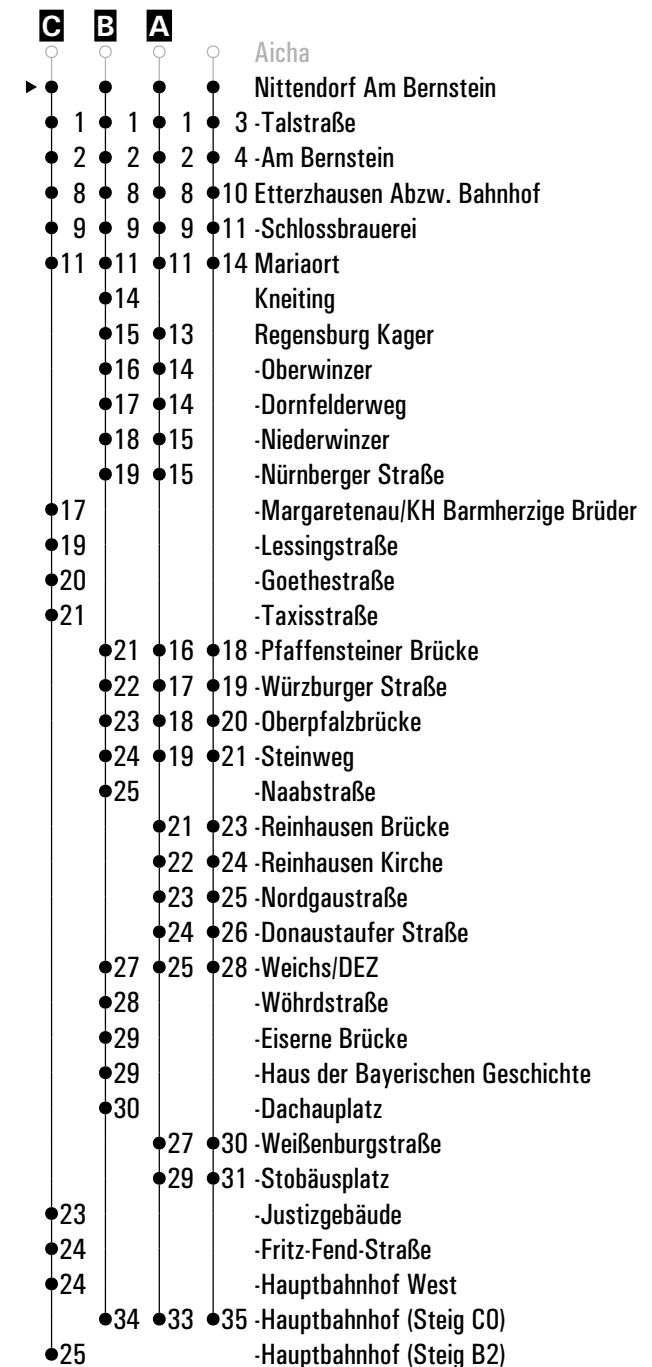 C B A
Aicha
Nittendorf Am Bernstein
1 1 1 3 -Talstraße
2 2 2 4 -Am Bernstein
8 8 8 10 Etterzhausen Abzw. Bahnhof
9 9 9 11 -Schlossbrauerei
11 11 11 14 Mariaort
14 Kneiting
15 13 Regensburg Kager
16 14 -Oberwinzer
17 14 -Dornfelderweg
18 15 -Niederwinzer
19 15 -Nürnberger Straße
17 -Margaretenau/KH Barmherzige Brüder
19 -Lessingstraße
20 -Goethestraße
21 -Taxisstraße
21 16 18 -Pfaffensteiner Brücke
22 17 19 -Würzburger Straße
23 18 20 -Oberpfalzbrücke
24 19 21 -Steinweg
25 -Naabstraße
21 23 -Reinhausen Brücke
22 24 -Reinhausen Kirche
23 25 -Nordgaustraße
24 26 -Donaustaufer Straße
27 25 28 -Weichs/DEZ
28 -Wöhrdstraße
29 -Eiserne Brücke
29 -Haus der Bayerischen Geschichte
30 -Dachauplatz
27 30 -Weißenburgstraße
29 31 -Stobäusplatz
23 -Justizgebäude
24 -Fritz-Fend-Straße
24 -Hauptbahnhof West
34 33 35 -Hauptbahnhof (Steig C0)
25 -Hauptbahnhof (Steig B2)